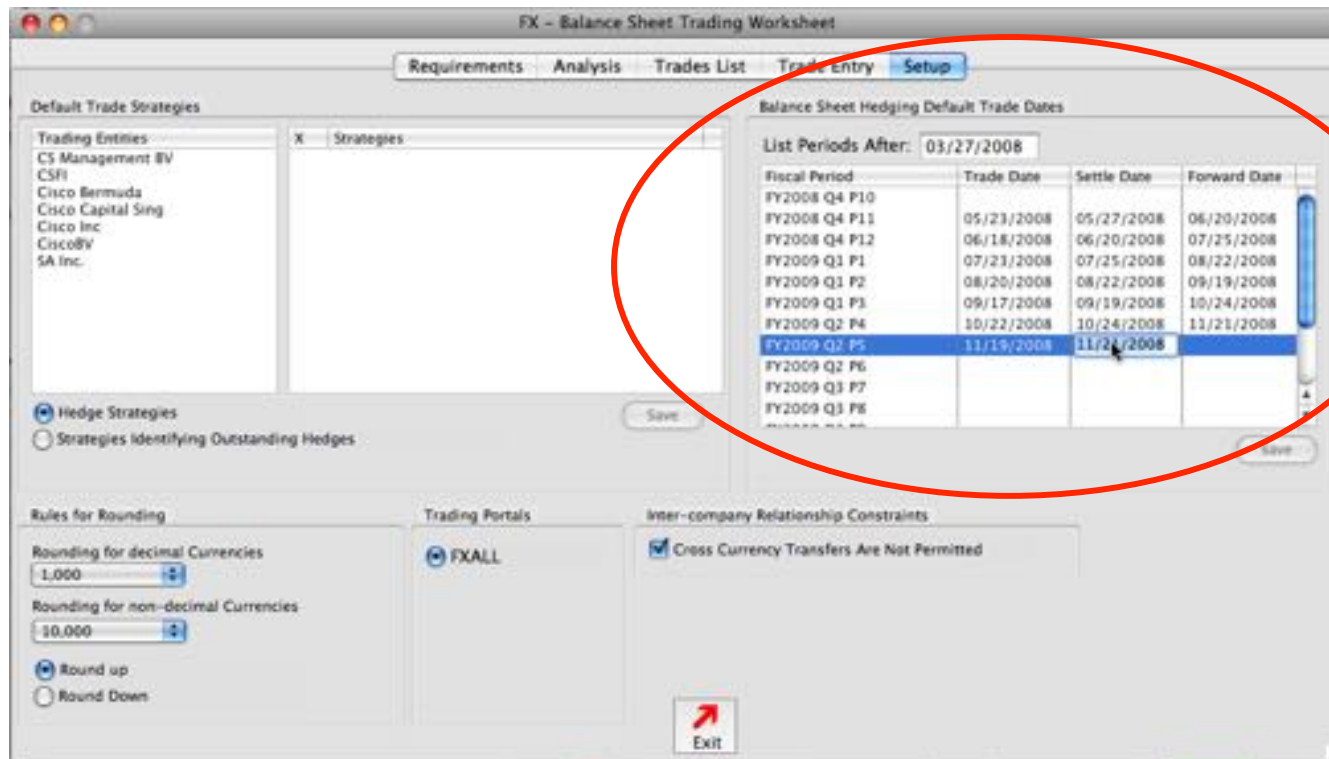 FX - Balance Sheet Trading Worksheet
Requirements Analysis Trades List Trade Entry Setup
Default Trade Strategies
Trading Entities X Strategies
CS Management BV
CSFI
Cisco Bermuda
Cisco Capital Sing
Cisco Inc
CiscoBV
SA Inc.
Hedge Strategies
Strategies Identifying Outstanding Hedges
Save
Balance Sheet Hedging Default Trade Dates
List Periods After: 03/27/2008
Fiscal Period Trade Date Settle Date Forward Date
FY2008 Q4 P10
FY2008 Q4 P11 05/23/2008 05/27/2008 06/20/2008
FY2008 Q4 P12 06/18/2008 06/20/2008 07/25/2008
FY2009 Q1 P1 07/23/2008 07/25/2008 08/22/2008
FY2009 Q1 P2 08/20/2008 08/22/2008 09/19/2008
FY2009 Q1 P3 09/17/2008 09/19/2008 10/24/2008
FY2009 Q2 P4 10/22/2008 10/24/2008 11/21/2008
FY2009 Q2 P5 11/19/2008 11/21/2008
FY2009 Q2 P6
FY2009 Q3 P7
FY2009 Q3 P8
Save
Rules for Rounding
Rounding for decimal Currencies
1,000
Rounding for non-decimal Currencies
10,000
Round up
Round Down
Trading Portals
FXALL
Inter-company Relationship Constraints
Cross Currency Transfers Are Not Permitted
Exit